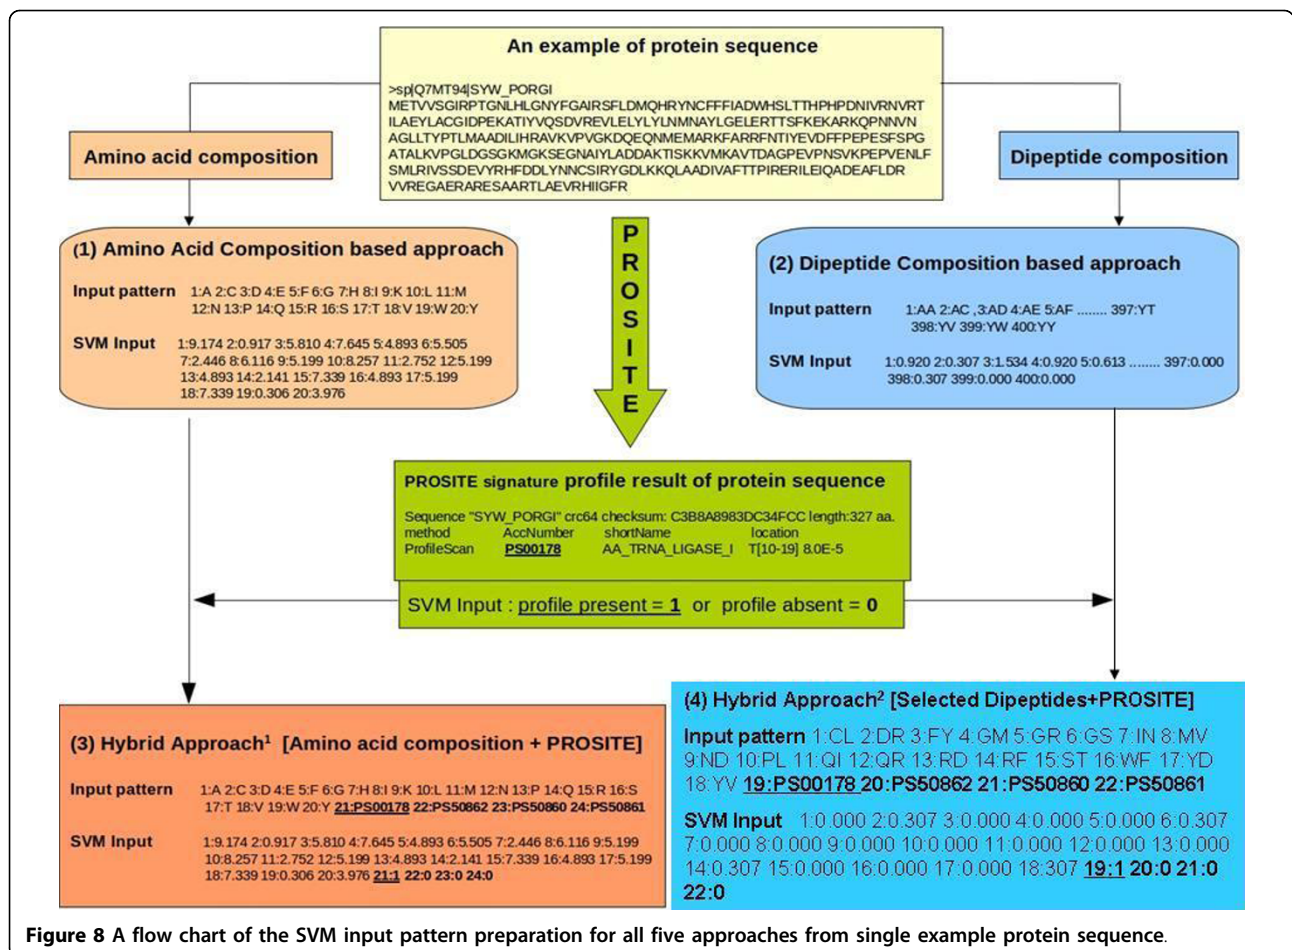 An example of protein sequence
>sp|Q7MT94|SYW_PORGI
METVVSGIRPTGNLHLGNYFGAIRSFLDMQHRYNCFFFIADWHSLTTHPHPDNIVRNVRT
ILAEYLACGIDPEKATIYVQSDVREVLELYLYLNMNAYLGELERTTSFKEKARKQPNNVN
AGLLTYPTLMAADILIHRAVKVPVGKDQEQNMEMARKFARRFNTIYEVDFFPEPESFSPG
ATALKVPGLDGSGKMGKSEGNAIYLADDAKTISKKVMKAVTDAGPEVPNSVKPEPVENLF
SMLRIVSSDEVYRHFDDLYNNCSIRYGDLKKQLAADIVAFTTPIRERILEIQADEAFLDR
VVREGAERARESAARTLAEVRHIIGFR
Amino acid composition
Dipeptide composition
(1) Amino Acid Composition based approach
Input pattern 1:A 2:C 3:D 4:E 5:F 6:G 7:H 8:I 9:K 10:L 11:M
12:N 13:P 14:Q 15:R 16:S 17:T 18:V 19:W 20:Y
SVM Input 1:9.174 2:0.917 3:5.810 4:7.645 5:4.893 6:5.505
7:2.446 8:6.116 9:5.199 10:8.257 11:2.752 12:5.199
13:4.893 14:2.141 15:7.339 16:4.893 17:5.199
18:7.339 19:0.306 20:3.976
PROSITE
(2) Dipeptide Composition based approach
Input pattern 1:AA 2:AC ,3:AD 4:AE 5:AF ........ 397:YT
398:YV 399:YW 400:YY
SVM Input 1:0.920 2:0.307 3:1.534 4:0.920 5:0.613 ........ 397:0.000
398:0.307 399:0.000 400:0.000
PROSITE signature profile result of protein sequence
Sequence "SYW_PORGI" crc64 checksum: C3B8A8983DC34FCC length:327 aa.
method AccNumber shortName location
ProfileScan PS00178 AA_TRNA_LIGASE_I T[10-19] 8.0E-5
SVM Input : profile present = 1 or profile absent = 0
(3) Hybrid Approach¹ [Amino acid composition + PROSITE]
Input pattern 1:A 2:C 3:D 4:E 5:F 6:G 7:H 8:I 9:K 10:L 11:M 12:N 13:P 14:Q 15:R 16:S
17:T 18:V 19:W 20:Y 21:PS00178 22:PS50862 23:PS50860 24:PS50861
SVM Input 1:9.174 2:0.917 3:5.810 4:7.645 5:4.893 6:5.505 7:2.446 8:6.116 9:5.199
10:8.257 11:2.752 12:5.199 13:4.893 14:2.141 15:7.339 16:4.893 17:5.199
18:7.339 19:0.306 20:3.976 21:1 22:0 23:0 24:0
(4) Hybrid Approach² [Selected Dipeptides+PROSITE]
Input pattern 1:CL 2:DR 3:FY 4:GM 5:GR 6:GS 7:IN 8:MV
9:ND 10:PL 11:QI 12:QR 13:RD 14:RF 15:ST 16:WF 17:YD
18:YV 19:PS00178 20:PS50862 21:PS50860 22:PS50861
SVM Input 1:0.000 2:0.307 3:0.000 4:0.000 5:0.000 6:0.307
7:0.000 8:0.000 9:0.000 10:0.000 11:0.000 12:0.000 13:0.000
14:0.307 15:0.000 16:0.000 17:0.000 18:307 19:1 20:0 21:0
22:0
Figure 8 A flow chart of the SVM input pattern preparation for all five approaches from single example protein sequence.